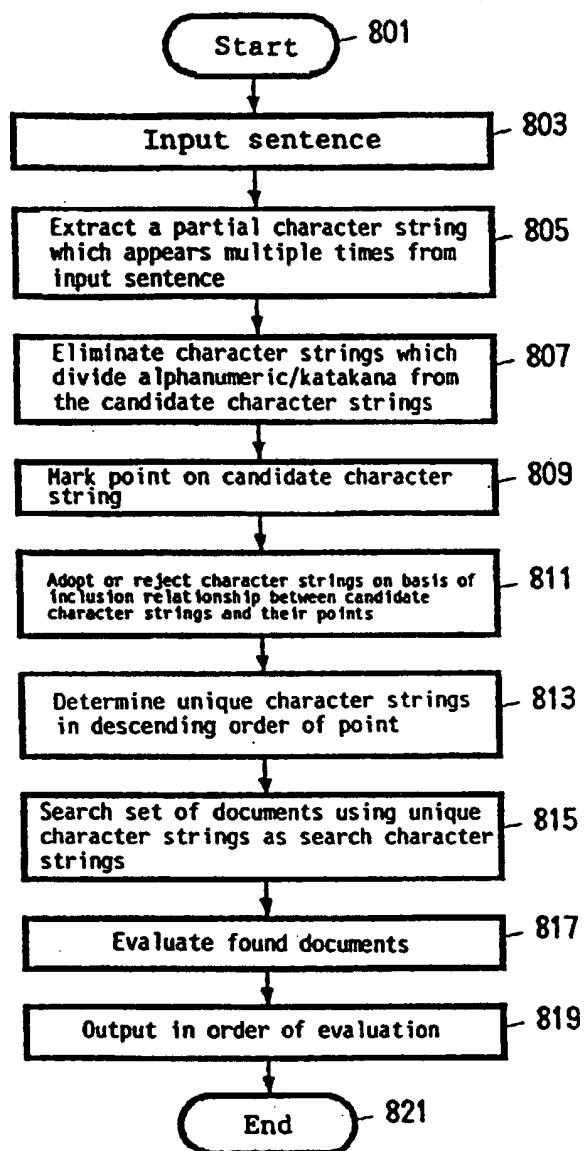 Start
801
Input sentence
803
Extract a partial character string
which appears multiple times from
input sentence
805
Eliminate character strings which
divide alphanumeric/katakana from
the candidate character strings
807
Mark point on candidate character
string
809
Adopt or reject character strings on basis of
inclusion relationship between candidate
character strings and their points
811
Determine unique character strings
in descending order of point
813
Search set of documents using unique
character strings as search character
strings
815
Evaluate found documents
817
Output in order of evaluation
819
End
821